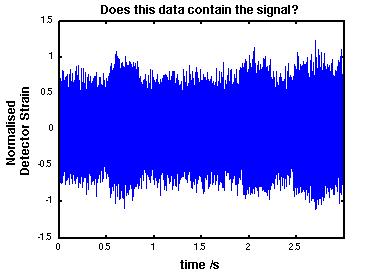 Does this data contain the signal?
1.5
1
0.5
0
-0.5
-1
-1.5
Normalised
Detector Strain
0 0.5 1 1.5 2 2.5
time /s